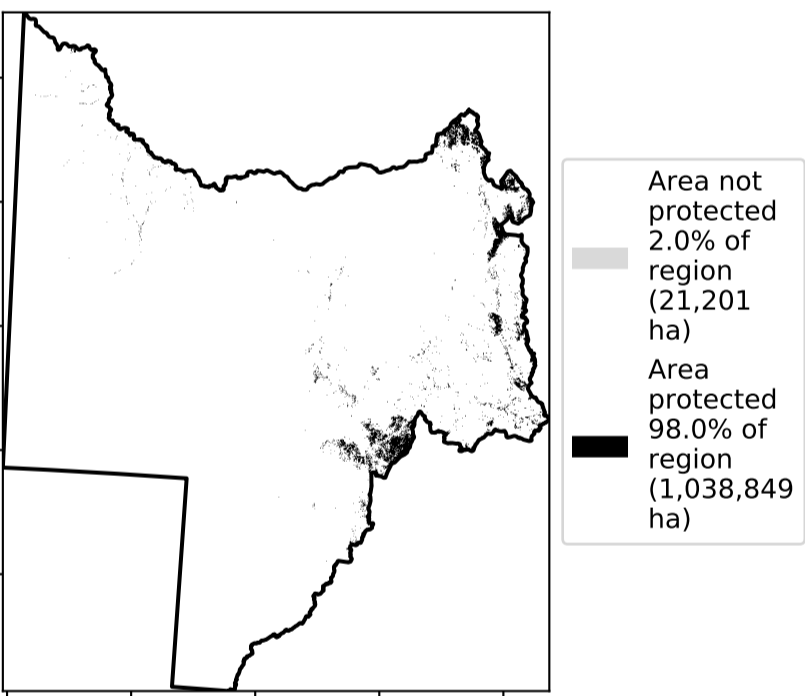 Area not
protected
2.0% of
region
(21,201
ha)
Area
protected
98.0% of
region
(1,038,849
ha)